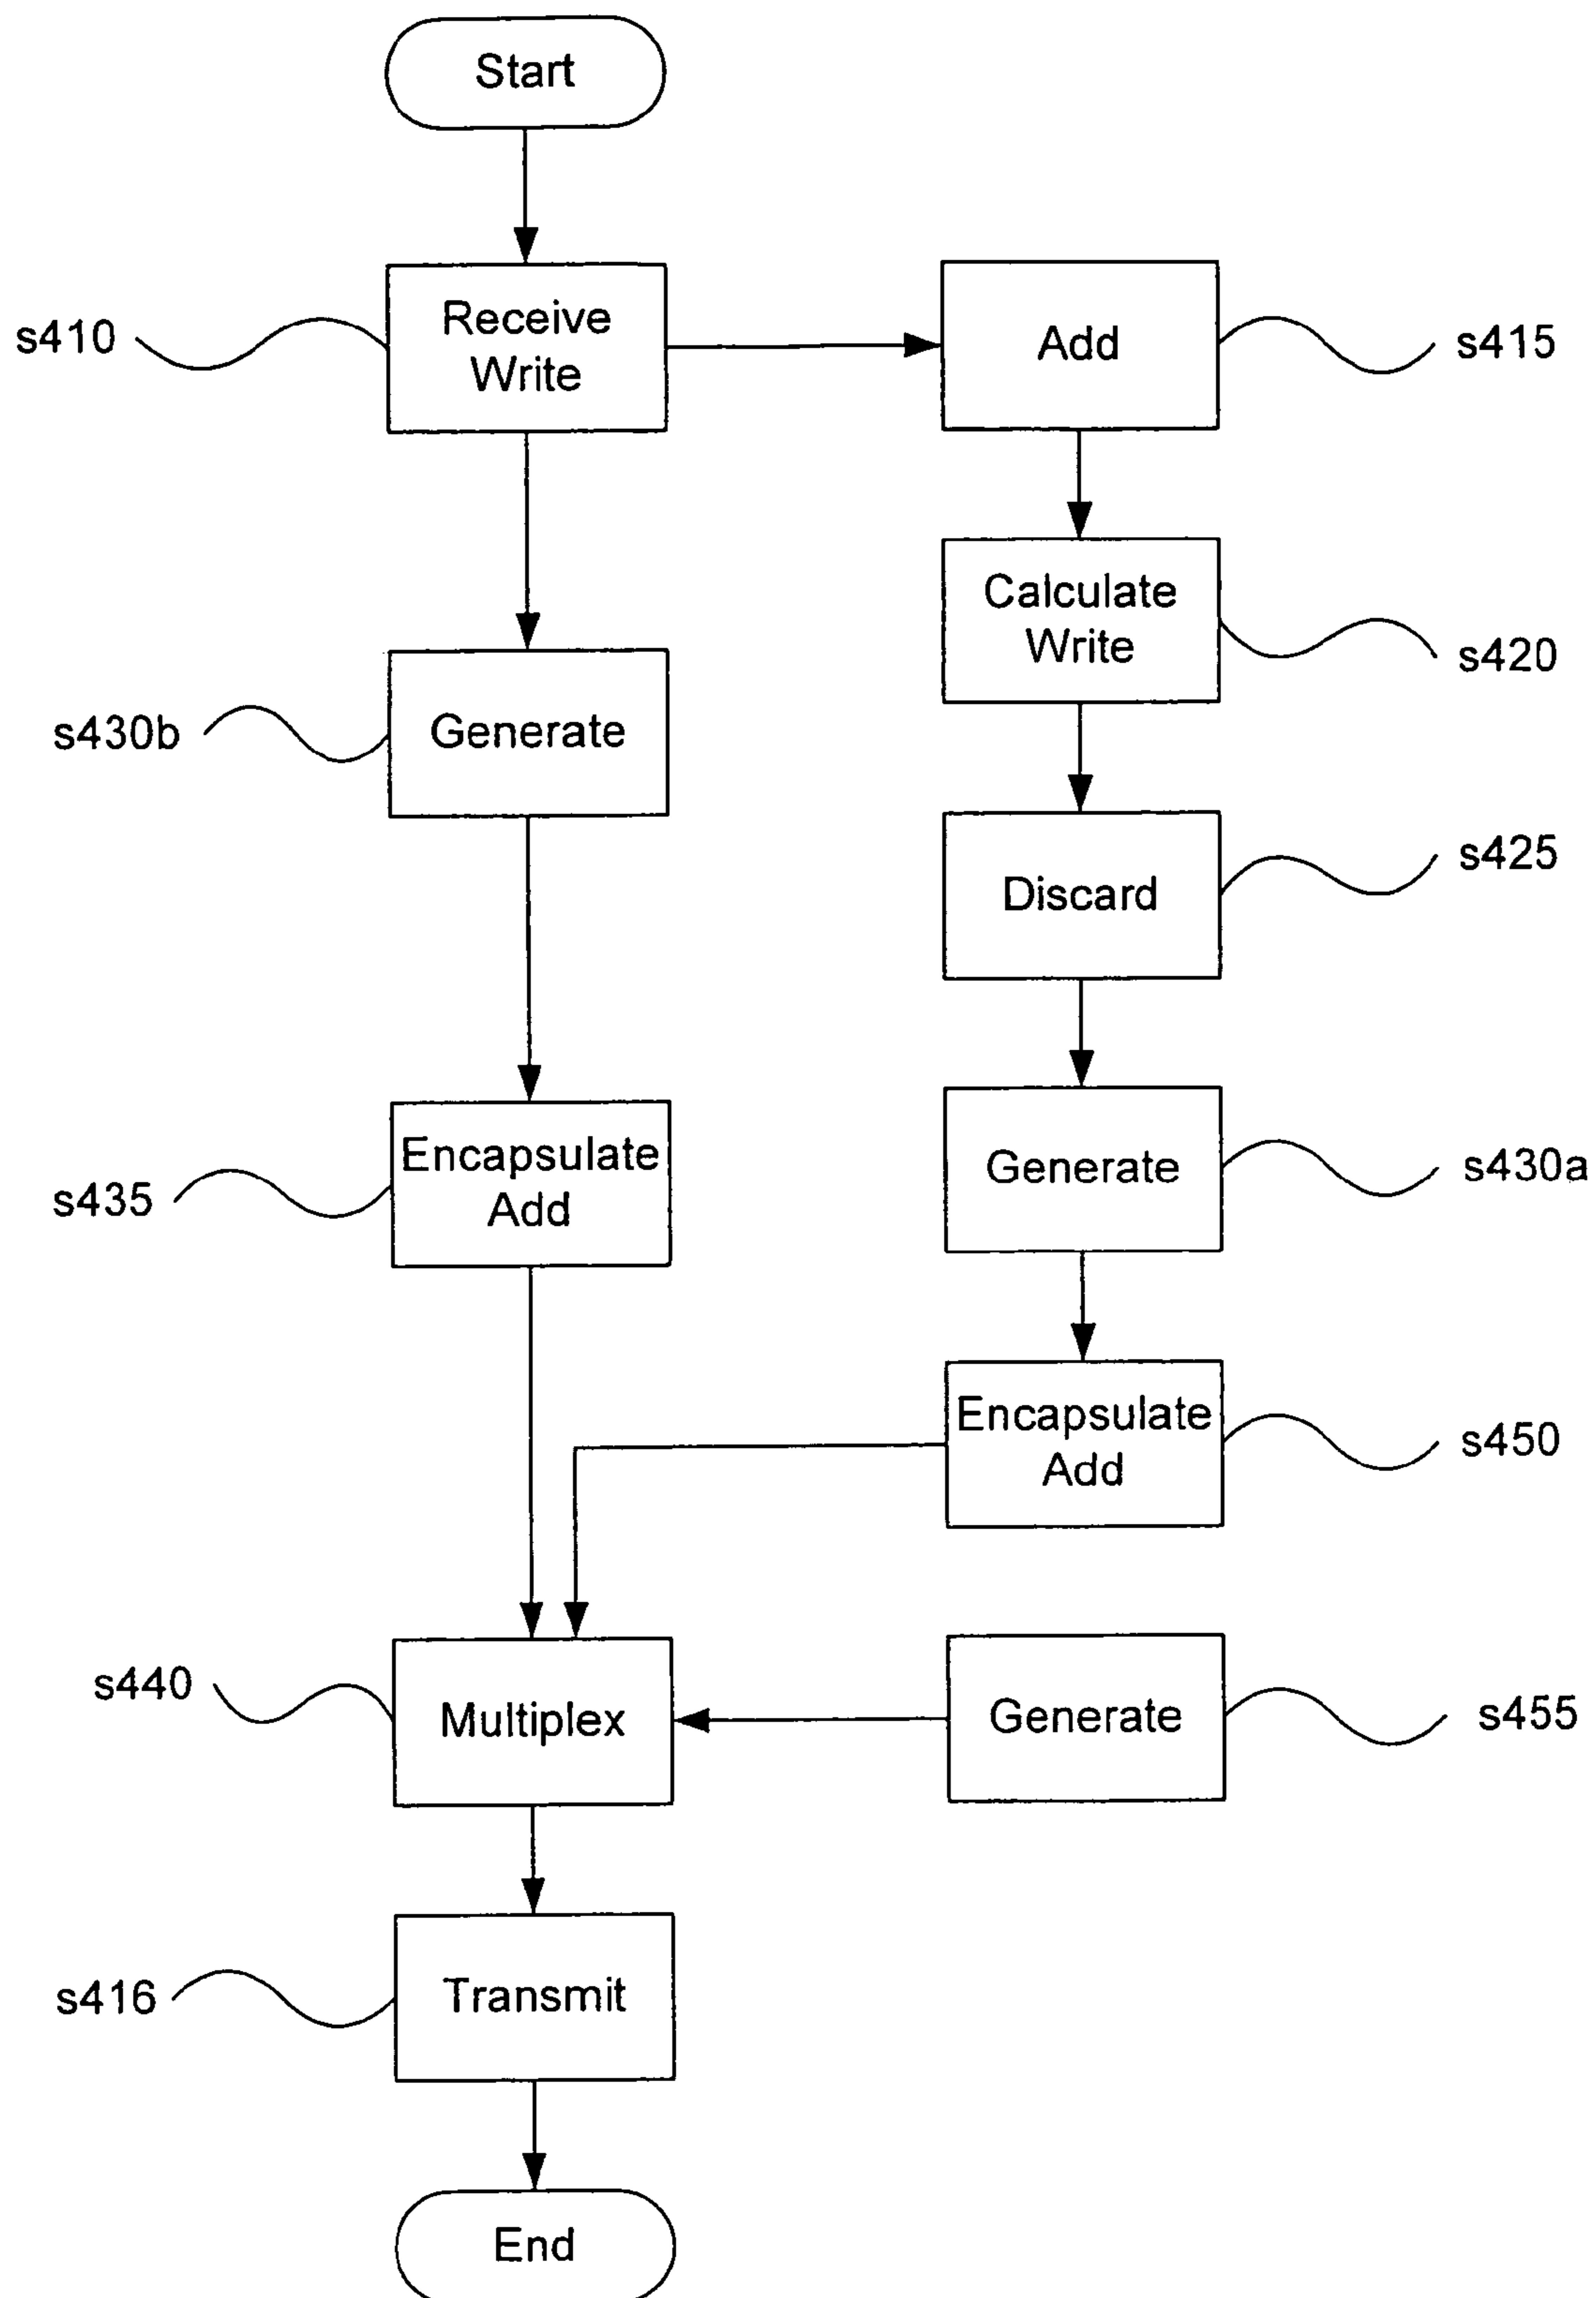 Start
s410
Receive
Write
Add
s415
Calculate
Write
s420
s430b
Generate
Discard
s425
s435
Encapsulate
Add
Generate
s430a
Encapsulate
Add
s450
s440
Multiplex
Generate
s455
s416
Transmit
End